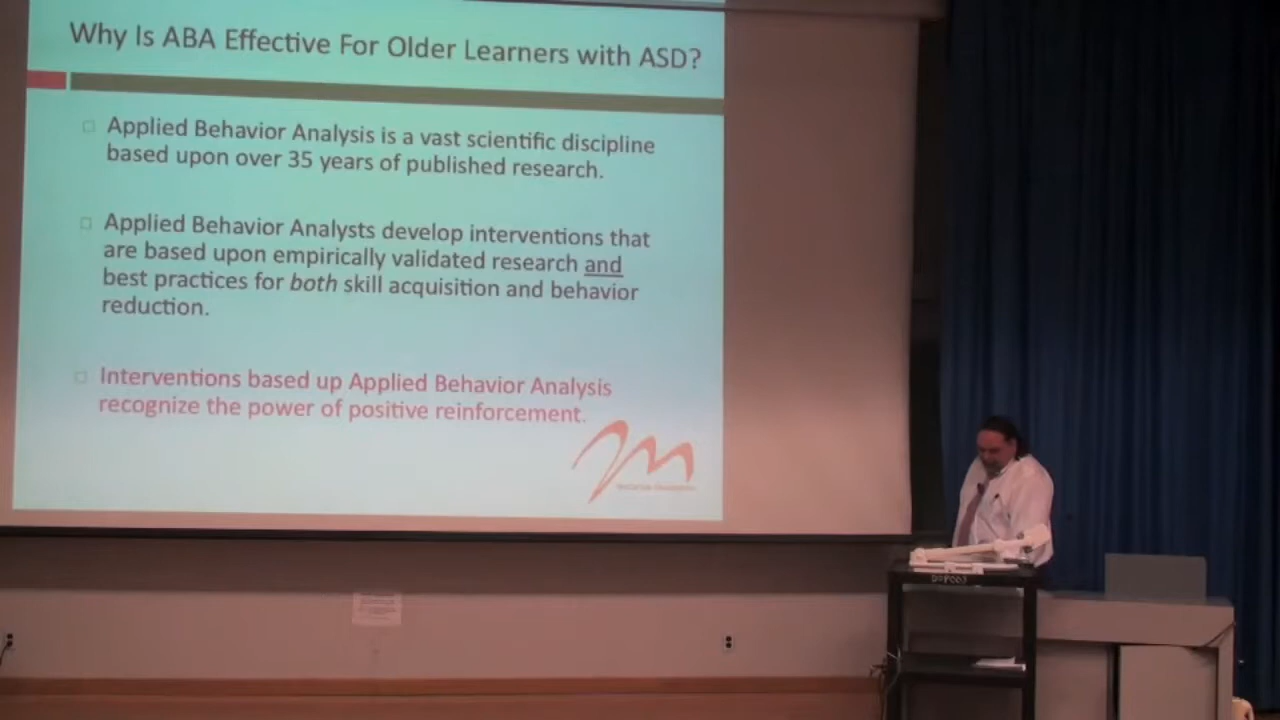 Why Is ABA Effective For Older Learners with ASD?
Applied Behavior Analysis is a vast scientific discipline
based upon over 35 years of published research.
Applied Behavior Analysts develop interventions that
are based upon empirically validated research and
best practices for both skill acquisition and behavior
reduction.
Interventions based up Applied Behavior Analysis
recognize the power of positive reinforcement.